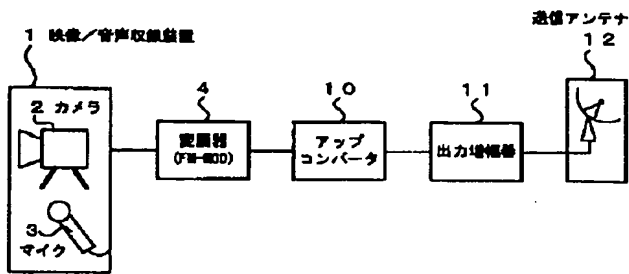 送信アンテナ
12
1 映像/音声収録装置
2 カメラ
3
マイク
4
変調器
(FM-MOD)
10
アップ
コンバータ
11
出力増幅器